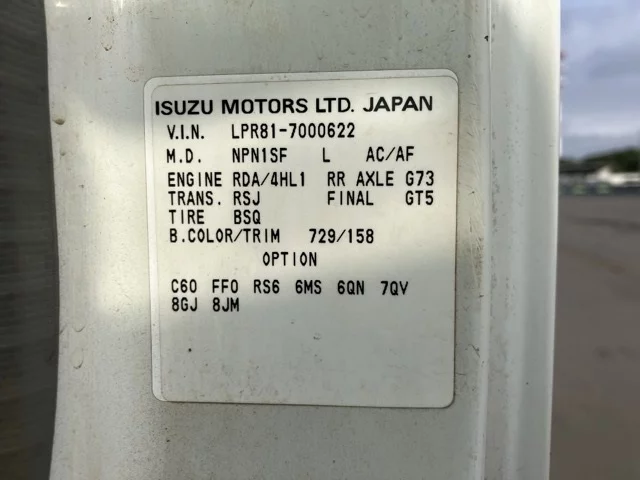 ISUZU MOTORS LTD. JAPAN
V.I.N. LPR81-7000622
M.D. NPN1SF L AC/AF
ENGINE RDA/4HL1 RR AXLE G73
TRANS. RSJ FINAL GT5
TIRE BSQ
B.COLOR/TRIM 729/158
OPTION
C60 FF0 RS6 6MS 6QN 7QV
8GJ 8JM